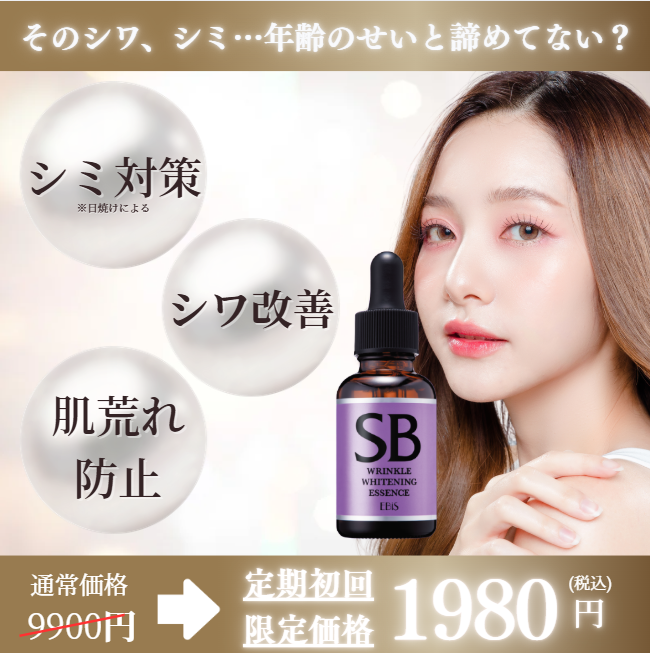 そのシワ、シミ…年齢のせいと諦めてない？
シミ対策
※日焼けによる
シワ改善
肌荒れ
防止
SB
WRINKLE
WHITENING
ESSENCE
EBiS
通常価格
9900円
定期初回
限定価格
1980
(税込)
円